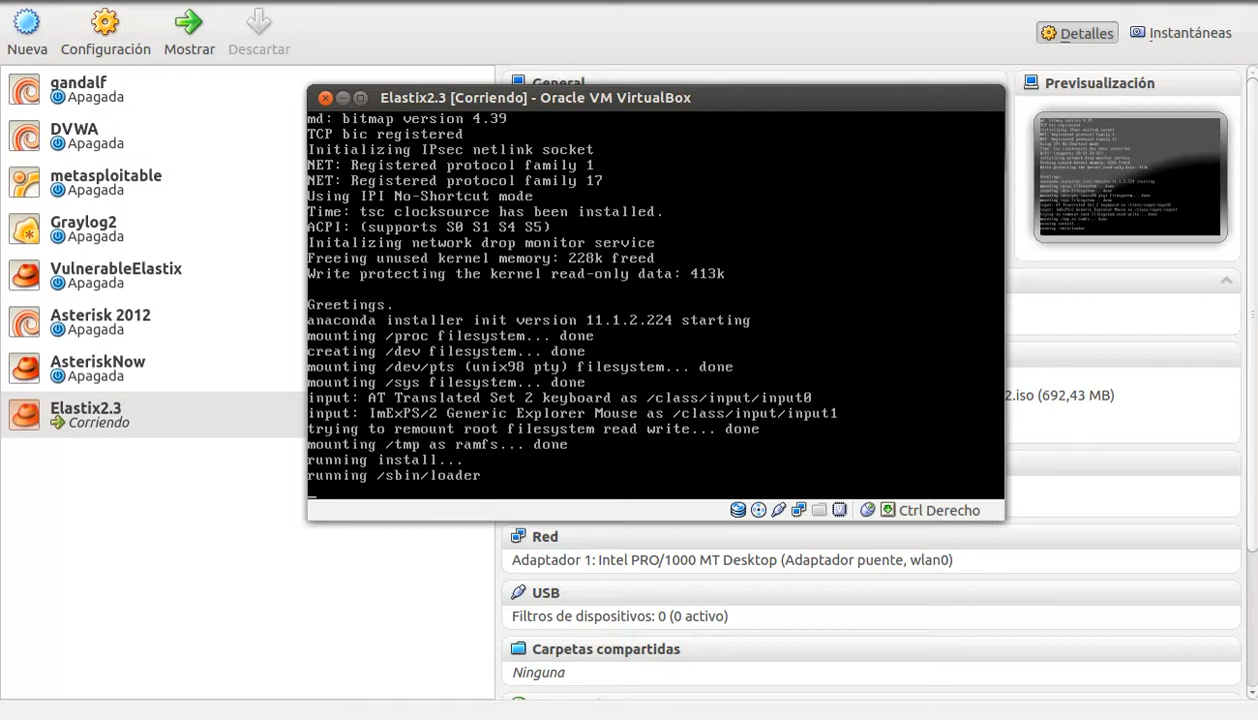 Nueva
Configuración
Mostrar
Descartar
Detalles
Instantáneas
gandalf
Apagada
DVWA
Apagada
metasploitable
Apagada
Graylog2
Apagada
VulnerableElastix
Apagada
Asterisk 2012
Apagada
AsteriskNow
Apagada
Elastix2.3
Corriendo
General
Previsualización
Elastix2.3 [Corriendo] - Oracle VM VirtualBox
md: bitmap version 4.39
TCP bic registered
Initializing IPsec netlink socket
NET: Registered protocol family 1
NET: Registered protocol family 17
Using IPI No-Shortcut mode
Time: tsc clocksource has been installed.
ACPI: (supports S0 S1 S4 S5)
Initalizing network drop monitor service
Freeing unused kernel memory: 228k freed
Write protecting the kernel read-only data: 413k
Greetings.
anaconda installer init version 11.1.2.224 starting
mounting /proc filesystem... done
creating /dev filesystem... done
mounting /dev/pts (unix98 pty) filesystem... done
mounting /sys filesystem... done
input: AT Translated Set 2 keyboard as /class/input/input0
input: ImExPS/2 Generic Explorer Mouse as /class/input/input1
trying to remount root filesystem read write... done
mounting /tmp as ramfs... done
running install...
running /sbin/loader
Ctrl Derecho
2.iso (692,43 MB)
Red
Adaptador 1: Intel PRO/1000 MT Desktop (Adaptador puente, wlan0)
USB
Filtros de dispositivos: 0 (0 activo)
Carpetas compartidas
Ninguna